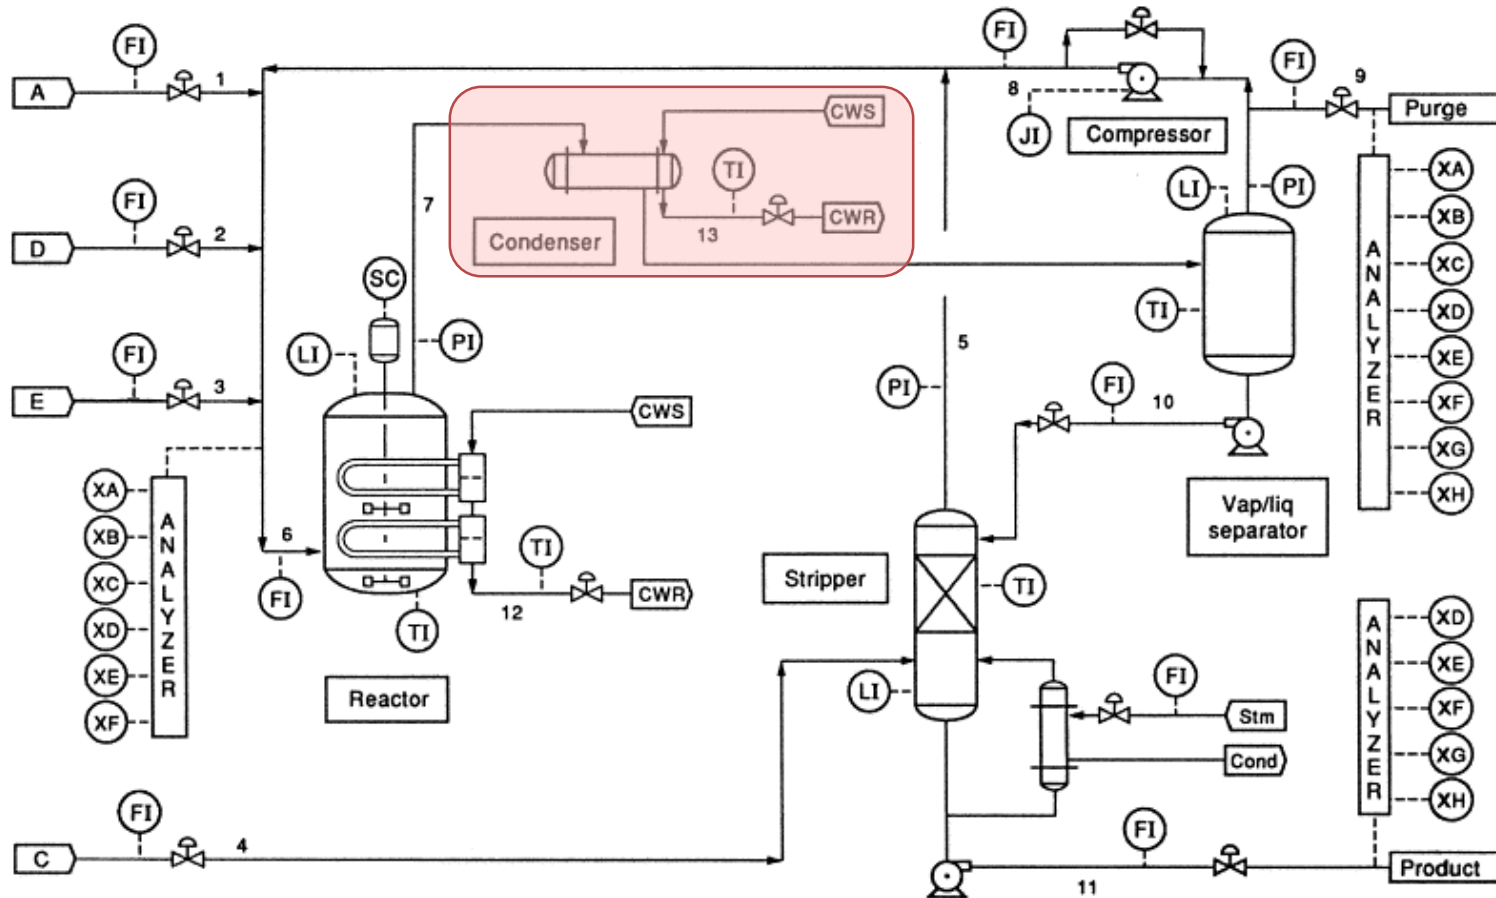 FI
FI
FI
9
A
1
8
JI
Compressor
Purge
CWS
TI
CWR
13
Condenser
7
LI
PI
XA
XB
XC
XD
XE
XF
XG
XH
ANALYZER
FI
D
2
SC
LI
PI
TI
FI
E
3
5
PI
FI
10
CWS
Vap/liq
separator
XA
XB
XC
XD
XE
XF
ANALYZER
6
FI
TI
CWR
12
TI
Reactor
Stripper
TI
LI
FI
Stm
Cond
XD
XE
XF
XG
XH
ANALYZER
FI
C
4
FI
11
Product